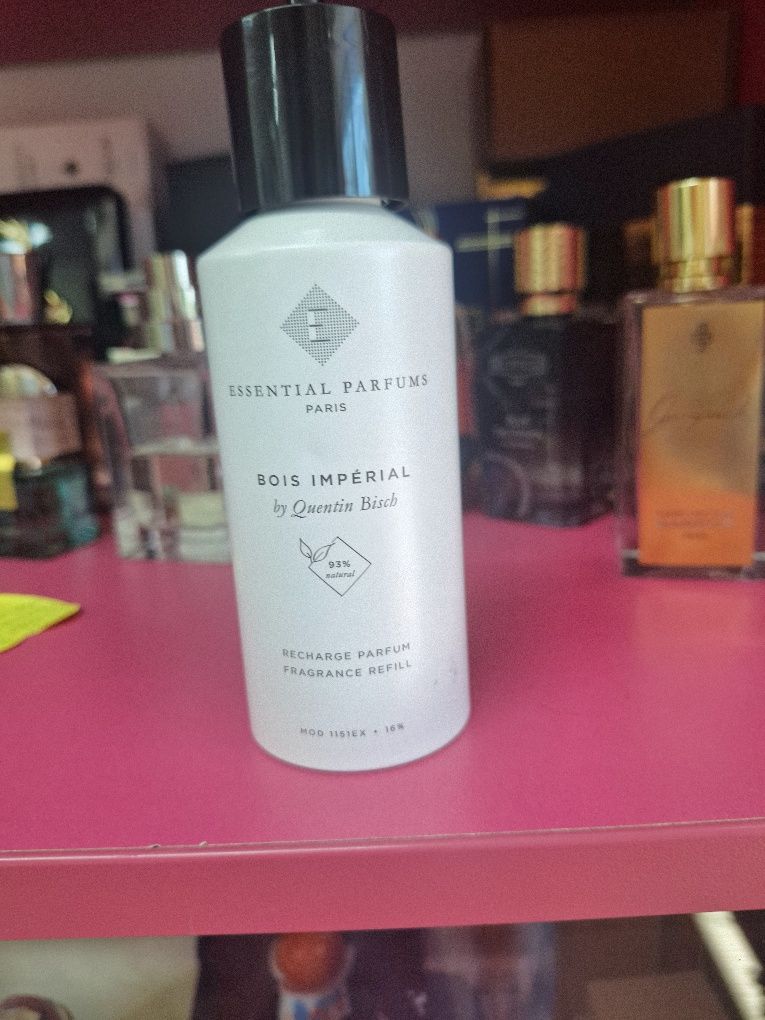 E
ESSENTIAL PARFUMS
PARIS
BOIS IMPÉRIAL
by Quentin Bisch
93%
natural
RECHARGE PARFUM
FRAGRANCE REFILL
MOD 1151EX • 16%